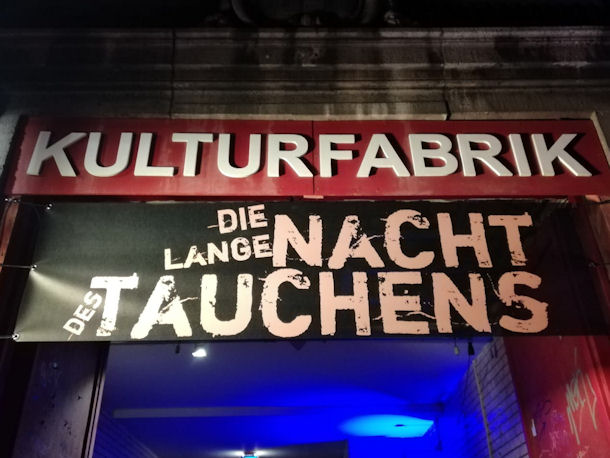 KULTURFABRIK
DIE
LANGE NACHT
DES TAUCHENS